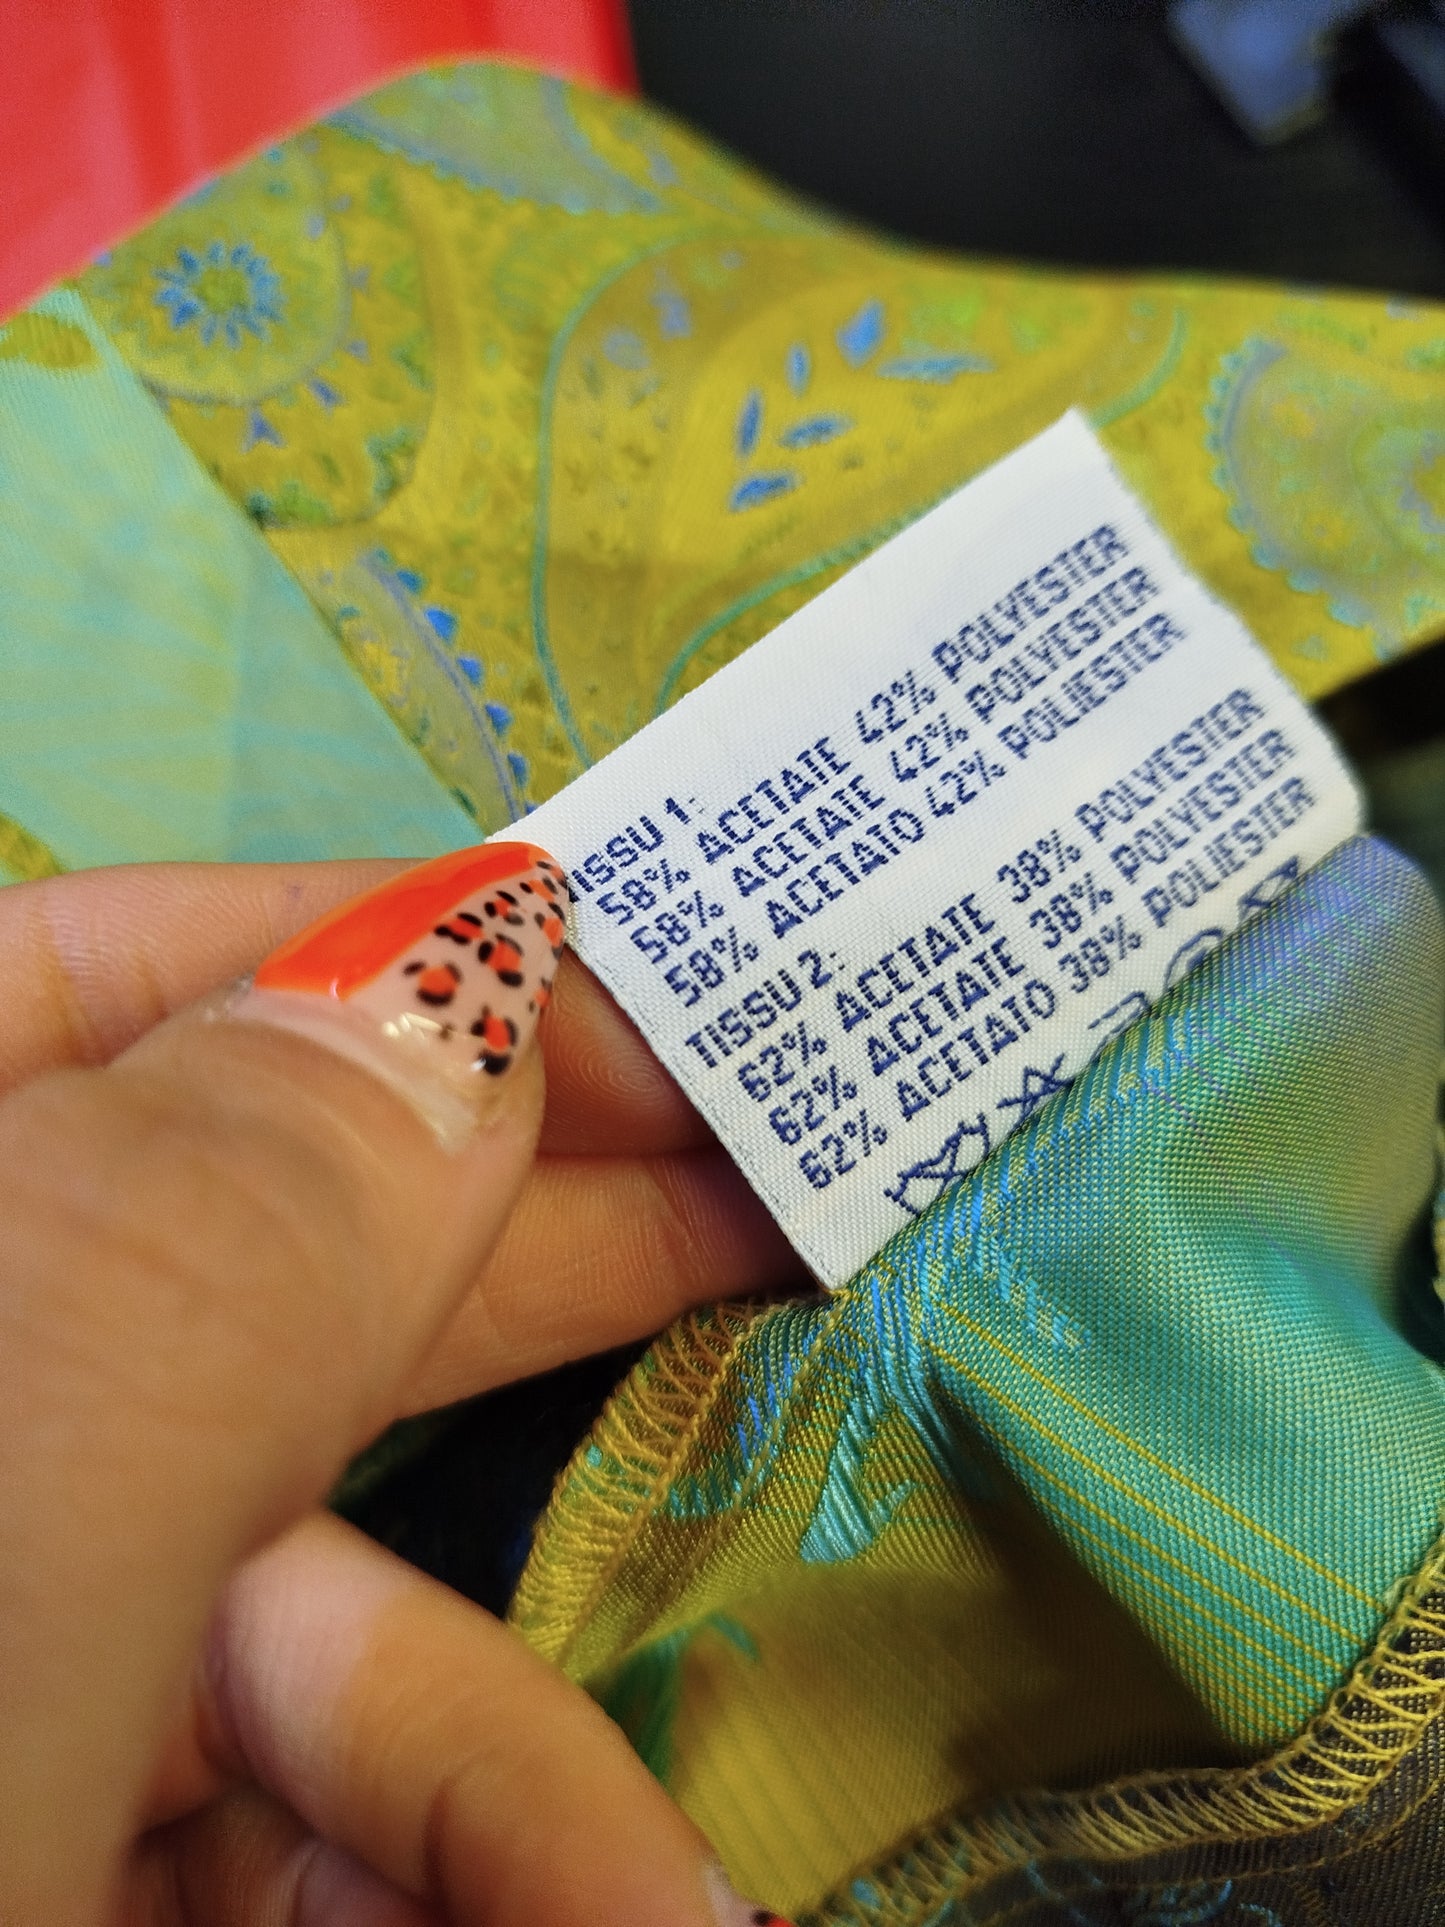 TISSU 1:
58% ACETATE 42% POLYESTER
58% ACETATE 42% POLYESTER
58% ACETATO 42% POLIESTER
TISSU 2:
62% ACETATE 38% POLYESTER
62% ACETATE 38% POLYESTER
62% ACETATO 38% POLIESTER